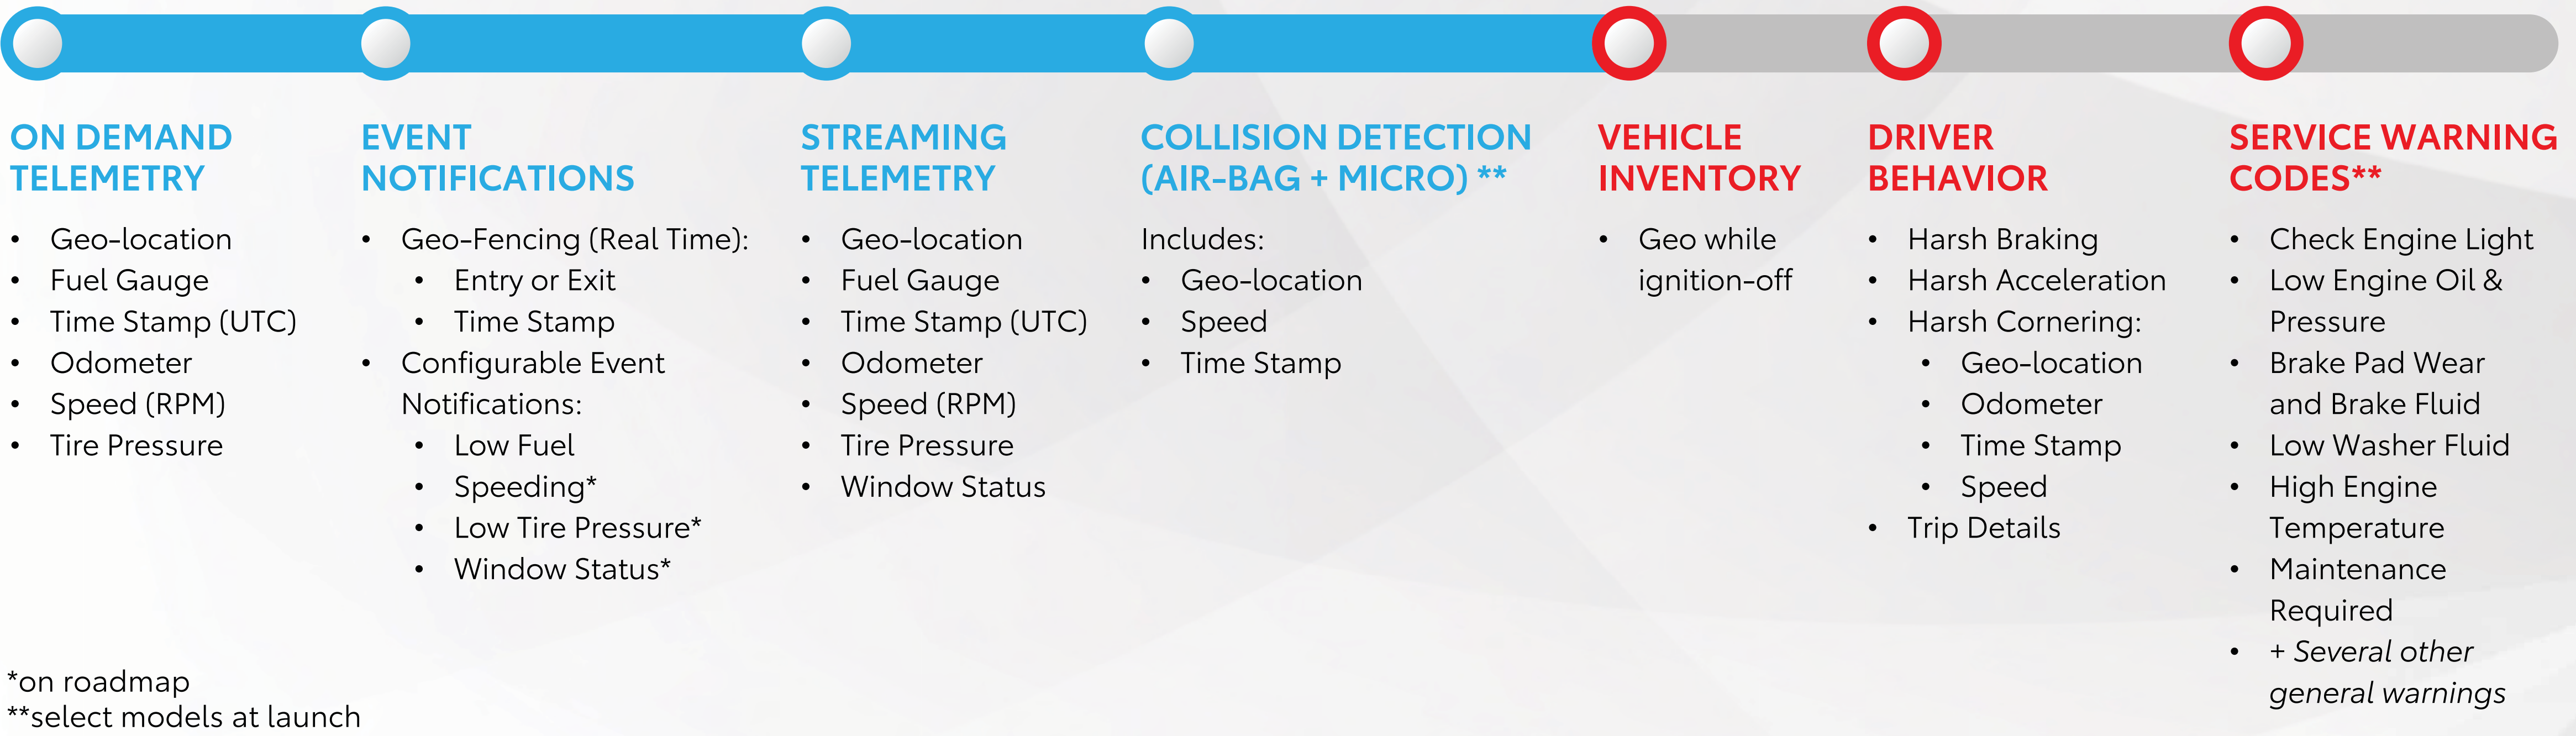 ON DEMAND
TELEMETRY
• Geo-location
• Fuel Gauge
• Time Stamp (UTC)
• Odometer
• Speed (RPM)
• Tire Pressure
EVENT
NOTIFICATIONS
• Geo-Fencing (Real Time):
• Entry or Exit
• Time Stamp
• Configurable Event
Notifications:
• Low Fuel
• Speeding*
• Low Tire Pressure*
• Window Status*
STREAMING
TELEMETRY
• Geo-location
• Fuel Gauge
• Time Stamp (UTC)
• Odometer
• Speed (RPM)
• Tire Pressure
• Window Status
COLLISION DETECTION
(AIR-BAG + MICRO) **
Includes:
• Geo-location
• Speed
• Time Stamp
VEHICLE
INVENTORY
• Geo while
ignition-off
DRIVER
BEHAVIOR
• Harsh Braking
• Harsh Acceleration
• Harsh Cornering:
• Geo-location
• Odometer
• Time Stamp
• Speed
• Trip Details
SERVICE WARNING
CODES**
• Check Engine Light
• Low Engine Oil &
Pressure
• Brake Pad Wear
and Brake Fluid
• Low Washer Fluid
• High Engine
Temperature
• Maintenance
Required
• + Several other
general warnings
*on roadmap
**select models at launch